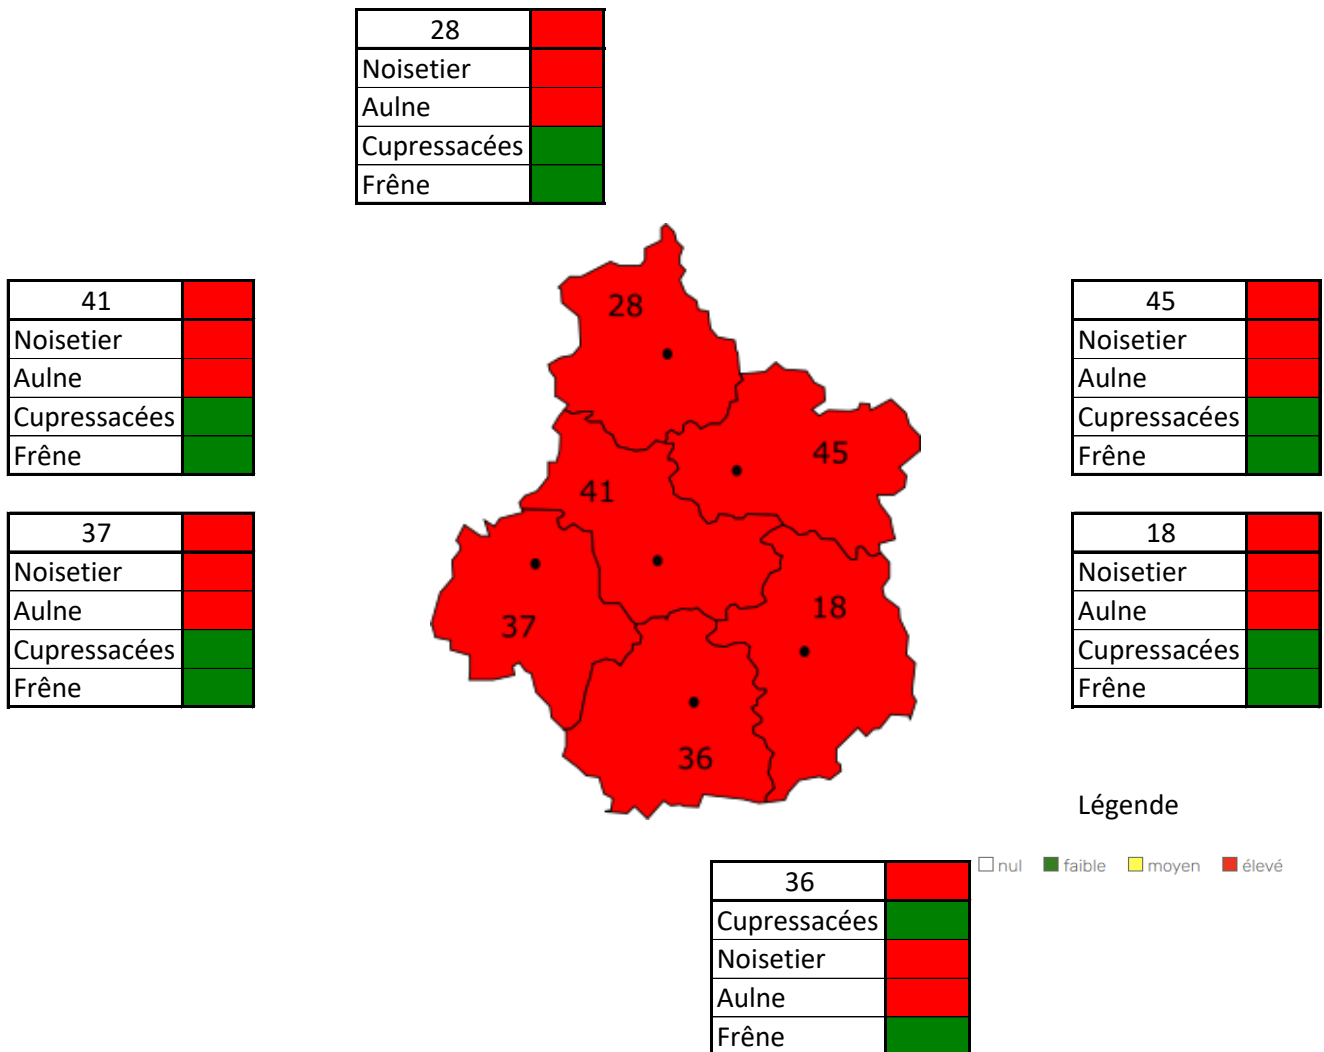 28
Noisetier
Aulne
Cupressacées
Frêne
41
Noisetier
Aulne
Cupressacées
Frêne
37
Noisetier
Aulne
Cupressacées
Frêne
28
45
41
37
18
36
45
Noisetier
Aulne
Cupressacées
Frêne
18
Noisetier
Aulne
Cupressacées
Frêne
Légende
nul faible moyen élevé
36
Cupressacées
Noisetier
Aulne
Frêne